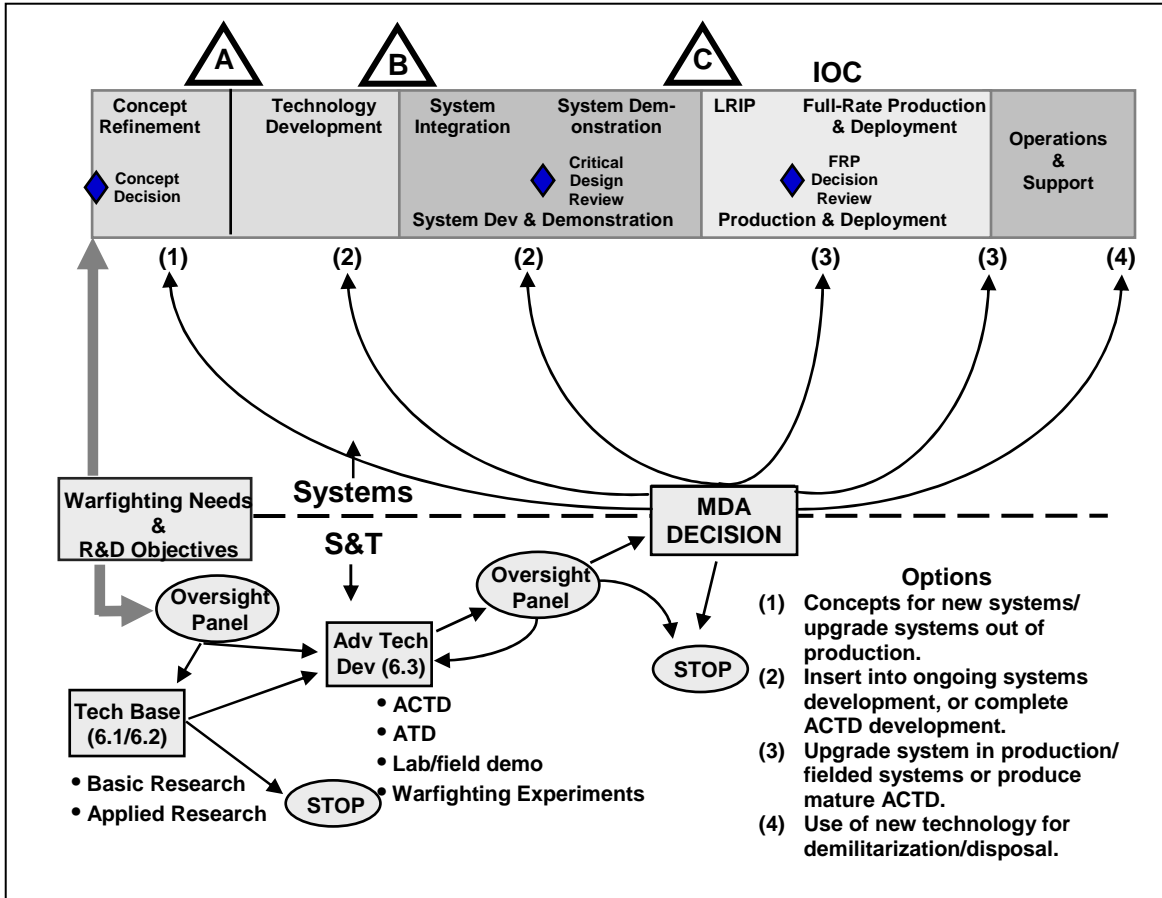 A
B
C
IOC
Concept
Refinement
Technology
Development
System
Integration
System Dem-
onstration
LRIP
Full-Rate Production
& Deployment
Operations
&
Support
Concept
Decision
Critical
Design
Review
FRP
Decision
Review
System Dev & Demonstration
Production & Deployment
(1)
(2)
(2)
(3)
(3)
(4)
Warfighting Needs
&
R&D Objectives
Systems
S&T
MDA
DECISION
Oversight
Panel
Oversight
Panel
Adv Tech
Dev (6.3)
STOP
Tech Base
(6.1/6.2)
• Basic Research
• Applied Research
STOP
• ACTD
• ATD
• Lab/field demo
• Warfighting Experiments
Options
(1) Concepts for new systems/
upgrade systems out of
production.
(2) Insert into ongoing systems
development, or complete
ACTD development.
(3) Upgrade system in production/
fielded systems or produce
mature ACTD.
(4) Use of new technology for
demilitarization/disposal.